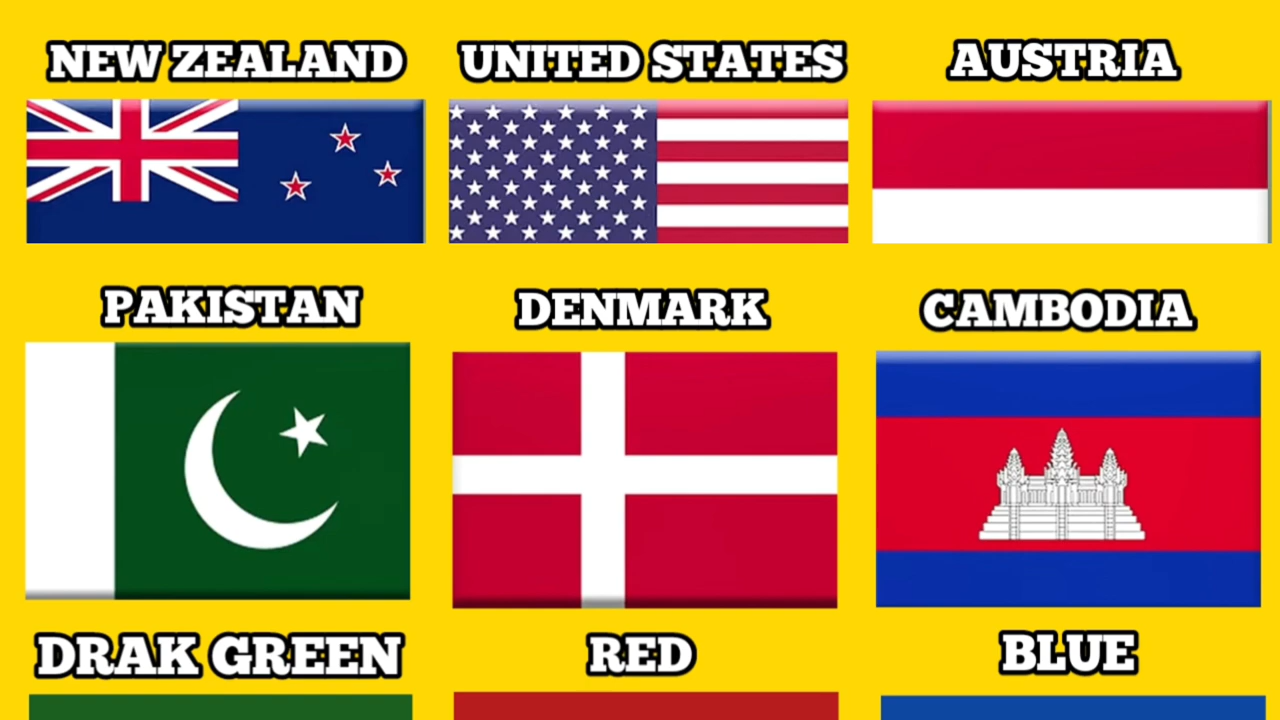 NEW ZEALAND
UNITED STATES
AUSTRIA
PAKISTAN
DENMARK
CAMBODIA
DRAK GREEN
RED
BLUE